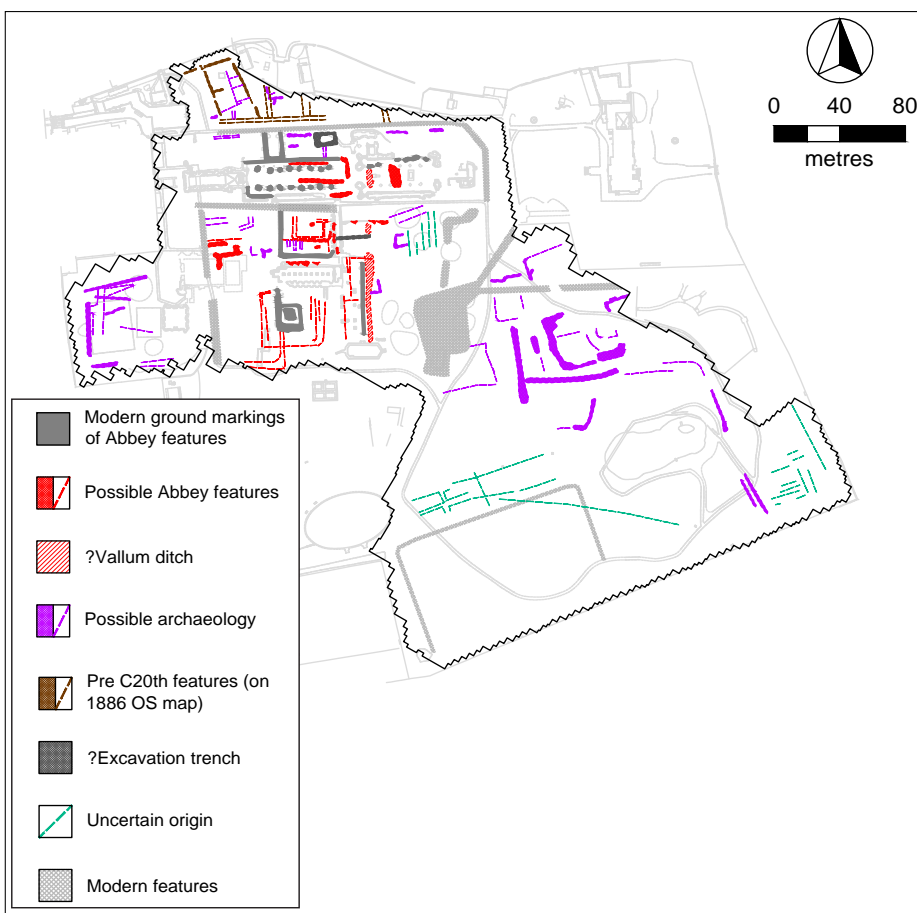 0 40 80
metres
Modern ground markings
of Abbey features
Possible Abbey features
?Vallum ditch
Possible archaeology
Pre C20th features (on
1886 OS map)
?Excavation trench
Uncertain origin
Modern features